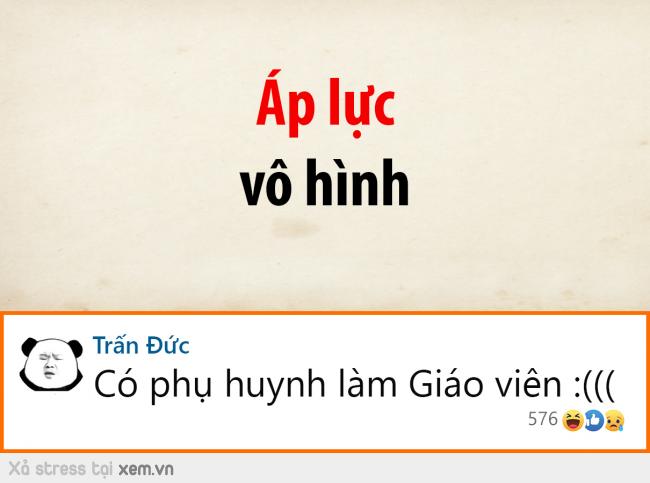 Áp lực
vô hình
Trấn Đức
Có phụ huynh làm Giáo viên :(((
576
Xả stress tại xem.vn